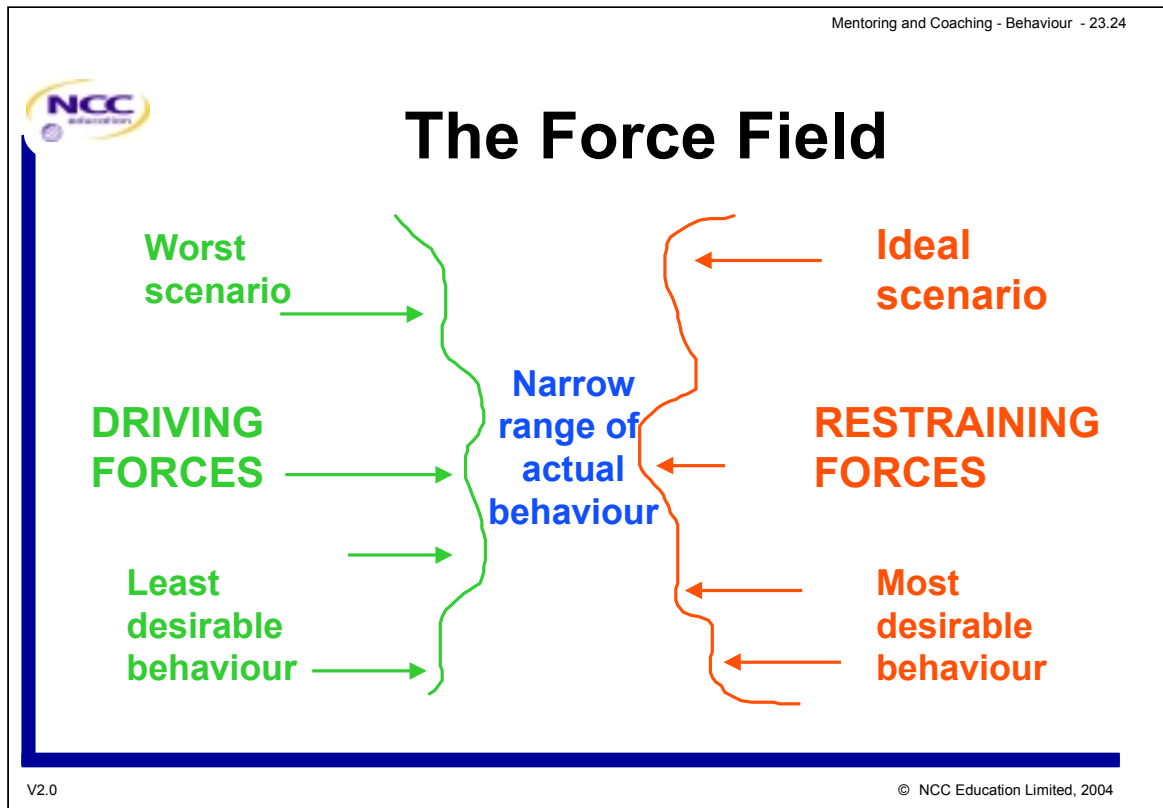 Mentoring and Coaching - Behaviour - 23.24
NCC
education
The Force Field
Worst
scenario
Ideal
scenario
Narrow
range of
actual
behaviour
DRIVING
FORCES
RESTRAINING
FORCES
Least
desirable
behaviour
Most
desirable
behaviour
V2.0
© NCC Education Limited, 2004